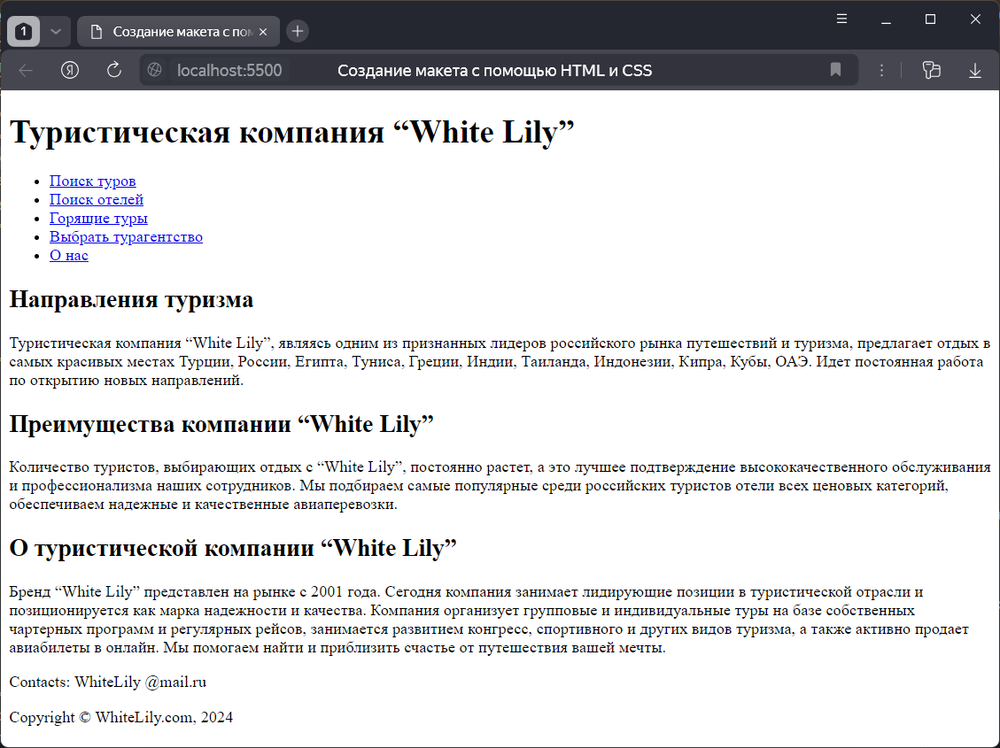 1
Создание макета с пом
localhost:5500
Создание макета с помощью HTML и CSS
Туристическая компания “White Lily”
Поиск туров
Поиск отелей
Горящие туры
Выбрать турагентство
О нас
Направления туризма
Туристическая компания “White Lily”, являясь одним из признанных лидеров российского рынка путешествий и туризма, предлагает отдых в
самых красивых местах Турции, России, Египта, Туниса, Греции, Индии, Таиланда, Индонезии, Кипра, Кубы, ОАЭ. Идет постоянная работа
по открытию новых направлений.
Преимущества компании “White Lily”
Количество туристов, выбирающих отдых с “White Lily”, постоянно растет, а это лучшее подтверждение высококачественного обслуживания
и профессионализма наших сотрудников. Мы подбираем самые популярные среди российских туристов отели всех ценовых категорий,
обеспечиваем надежные и качественные авиаперевозки.
О туристической компании “White Lily”
Бренд “White Lily” представлен на рынке с 2001 года. Сегодня компания занимает лидирующие позиции в туристической отрасли и
позиционируется как марка надежности и качества. Компания организует групповые и индивидуальные туры на базе собственных
чартерных программ и регулярных рейсов, занимается развитием конгресс, спортивного и других видов туризма, а также активно продает
авиабилеты в онлайн. Мы помогаем найти и приблизить счастье от путешествия вашей мечты.
Contacts: WhiteLily @mail.ru
Copyright © WhiteLily.com, 2024